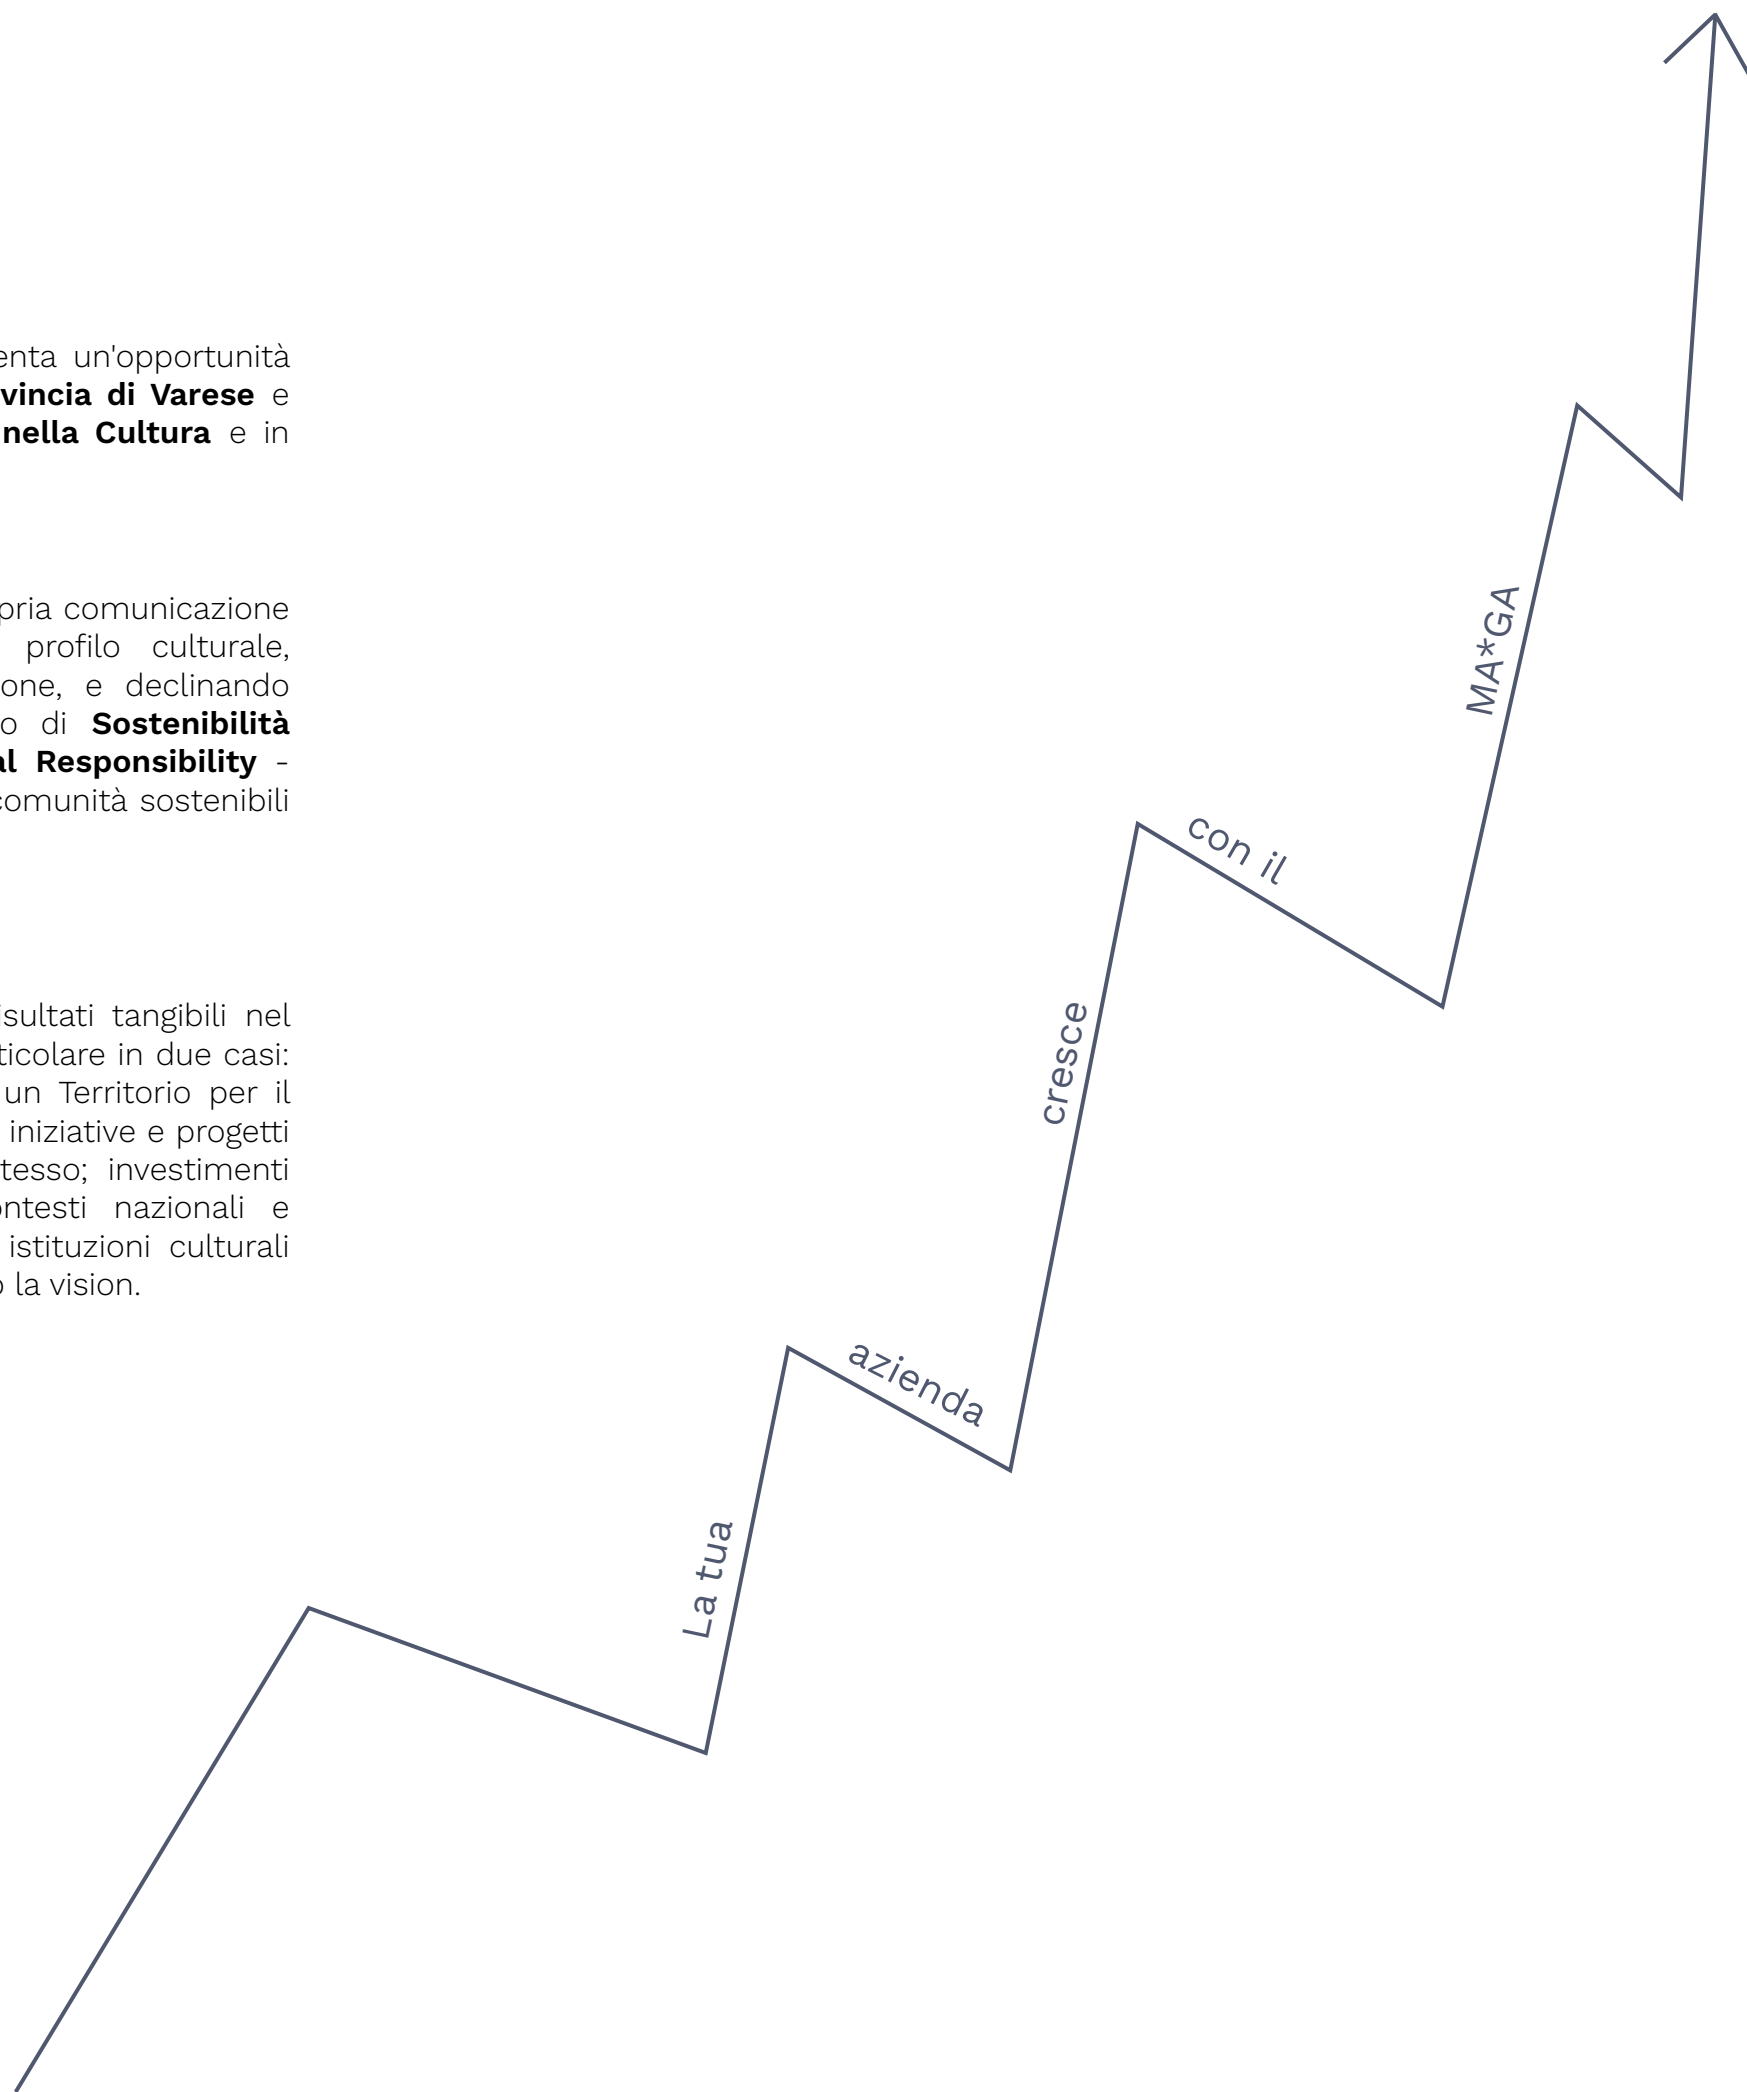 enta un'opportunità
vincia di Varese e
nella Cultura e in
pria comunicazione
profilo culturale,
one, e declinando
o di Sostenibilità
al Responsibility -
comunità sostenibili
isultati tangibili nel
ticolare in due casi:
un Territorio per il
iniziative e progetti
tesso; investimenti
ontesti nazionali e
istituzioni culturali
o la vision.
La tua
azienda
cresce
con il
MA*GA